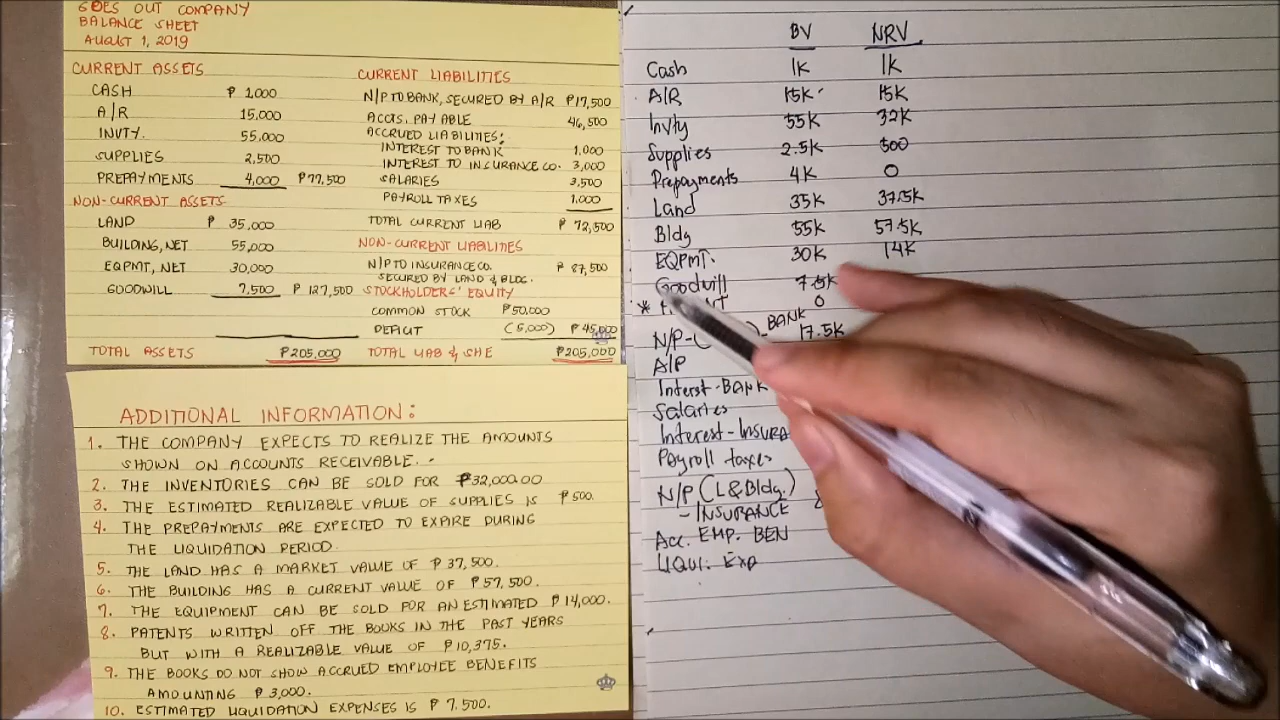 GOES OUT COMPANY
BALANCE SHEET
AUGUST 1, 2019
CURRENT ASSETS
CASH ₱ 1,000
A/R 15,000
INVTY. 55,000
SUPPLIES 2,500
PREPAYMENTS 4,000 ₱77,500
NON-CURRENT ASSETS
LAND ₱ 35,000
BUILDING, NET 55,000
EQPMT, NET 30,000
GOODWILL 7,500 ₱ 127,500
TOTAL ASSETS ₱205,000
CURRENT LIABILITIES
N/P TO BANK, SECURED BY A/R ₱17,500
ACCTS. PAYABLE 46,500
ACCRUED LIABILITIES:
INTEREST TO BANK 1,000
INTEREST TO INSURANCE CO. 3,000
SALARIES 3,500
PAYROLL TAXES 1,000
TOTAL CURRENT LIAB ₱ 72,500
NON-CURRENT LIABILITIES
N/P TO INSURANCE CO. ₱ 87,500
SECURED BY LAND & BLDG.
STOCKHOLDERS' EQUITY
COMMON STOCK ₱50,000
DEFICIT (5,000) ₱ 45,000
TOTAL LIAB & SHE ₱205,000
ADDITIONAL INFORMATION:
1. THE COMPANY EXPECTS TO REALIZE THE AMOUNTS
SHOWN ON ACCOUNTS RECEIVABLE.
2. THE INVENTORIES CAN BE SOLD FOR ₱32,000.00
3. THE ESTIMATED REALIZABLE VALUE OF SUPPLIES IS ₱500.
4. THE PREPAYMENTS ARE EXPECTED TO EXPIRE DURING
THE LIQUIDATION PERIOD.
5. THE LAND HAS A MARKET VALUE OF ₱ 37,500.
6. THE BUILDING HAS A CURRENT VALUE OF ₱57,500.
7. THE EQUIPMENT CAN BE SOLD FOR AN ESTIMATED ₱14,000.
8. PATENTS WRITTEN OFF THE BOOKS IN THE PAST YEARS
BUT WITH A REALIZABLE VALUE OF ₱10,375.
9. THE BOOKS DO NOT SHOW ACCRUED EMPLOYEE BENEFITS
AMOUNTING ₱ 3,000.
10. ESTIMATED LIQUIDATION EXPENSES IS ₱ 7,500.
BV NRV
Cash 1K 1K
A/R 15K 15K
Invty 55K 32K
Supplies 2.5K 500
Prepayments 4K 0
Land 35K 37.5K
Bldg 55K 57.5K
EQPMT. 30K 14K
Goodwill 7.5K
* 0
N/P- BANK 17.5K
A/P
Interst-BANK
Salaries
Interest-Insura
Payroll taxes
N/P (L&Bldg.)
- INSURANCE
Acc. EMP. BEN
LIQUI. EXP